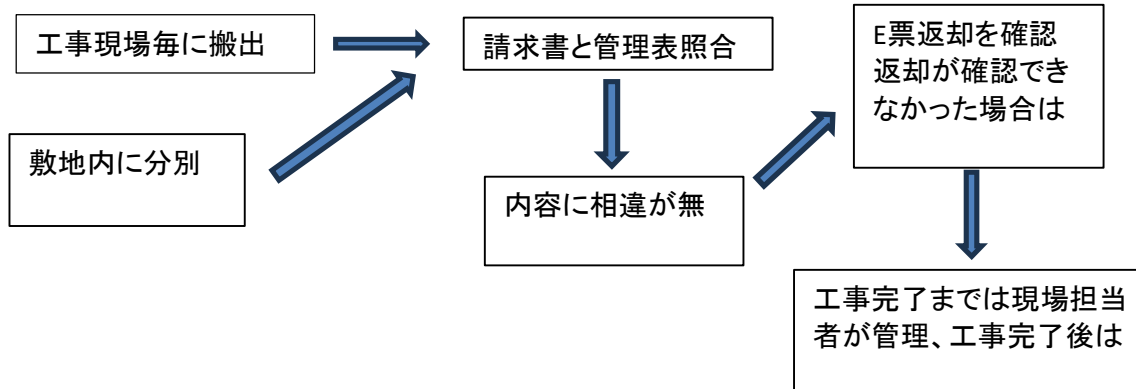 工事現場毎に搬出
敷地内に分別
請求書と管理表照合
内容に相違が無
E票返却を確認
返却が確認でき
なかった場合は
工事完了までは現場担当
者が管理、工事完了後は